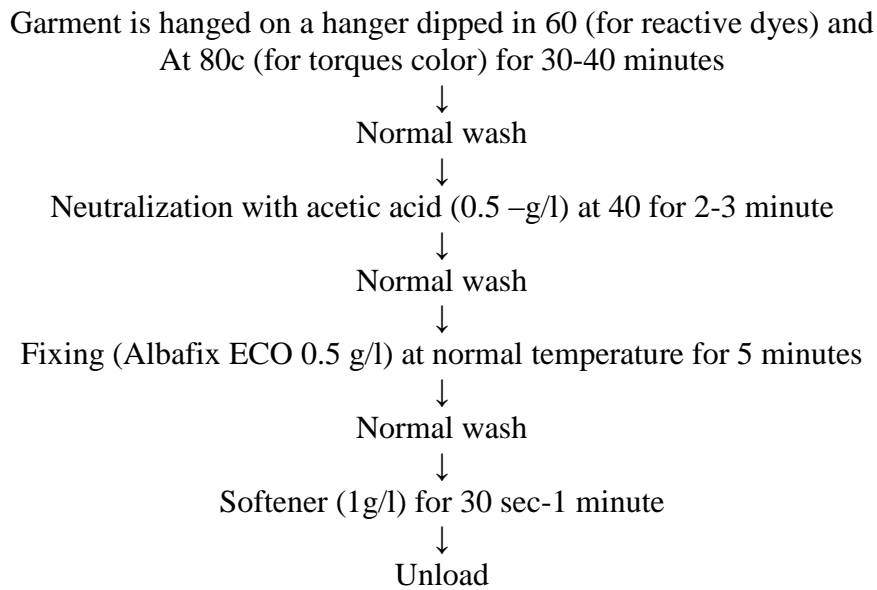 Garment is hanged on a hanger dipped in 60 (for reactive dyes) and
At 80c (for torques color) for 30-40 minutes
↓
Normal wash
↓
Neutralization with acetic acid (0.5 –g/l) at 40 for 2-3 minute
↓
Normal wash
↓
Fixing (Albafix ECO 0.5 g/l) at normal temperature for 5 minutes
↓
Normal wash
↓
Softener (1g/l) for 30 sec-1 minute
↓
Unload